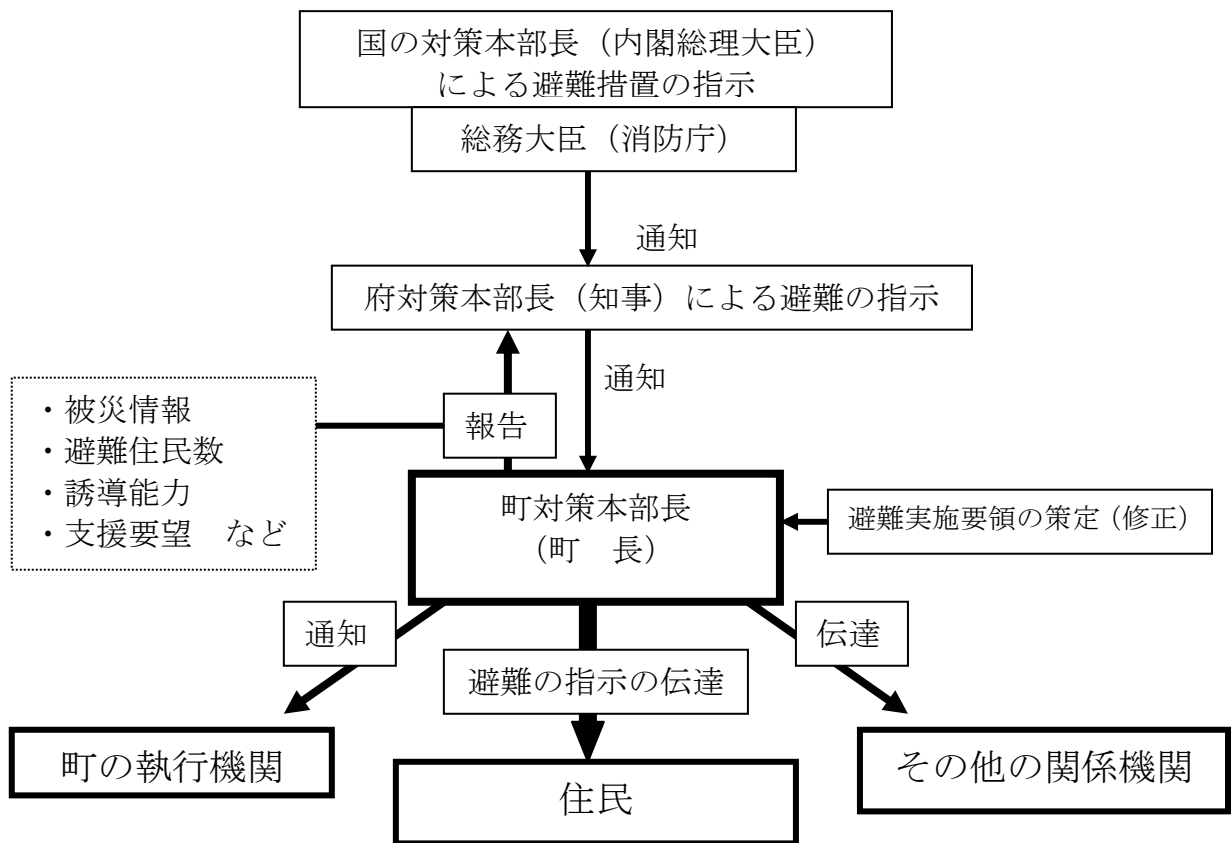 国の対策本部長（内閣総理大臣）
による避難措置の指示
総務大臣（消防庁）
通知
府対策本部長（知事）による避難の指示
通知
・被災情報
・避難住民数
・誘導能力
・支援要望　など
報告
町対策本部長
（町　長）
避難実施要領の策定（修正）
通知
避難の指示の伝達
伝達
町の執行機関
住民
その他の関係機関